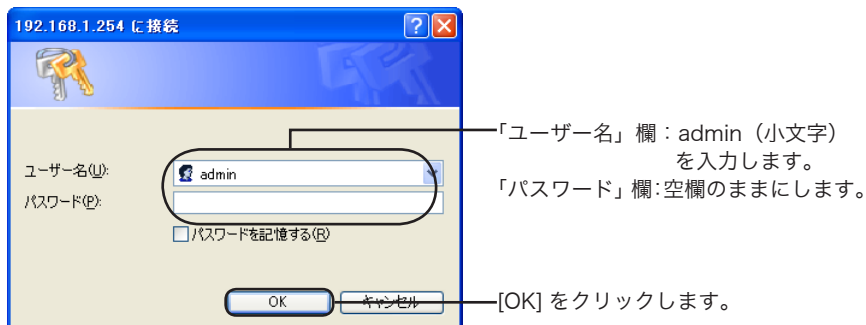 192.168.1.254 に接続
ユーザー名(U):
admin
パスワード(P):
パスワードを記憶する(R)
OK
キャンセル
「ユーザー名」欄：admin（小文字）
を入力します。
「パスワード」欄：空欄のままにします。
[OK] をクリックします。